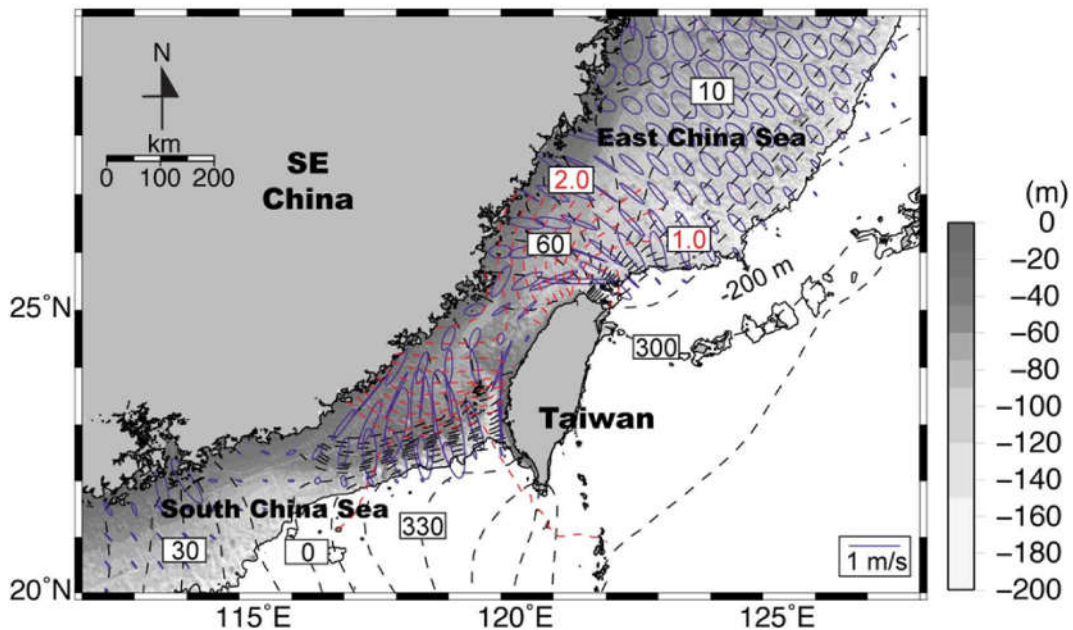 N
km
0 100 200
SE
China
10
East China Sea
2.0
60
1.0
-200 m
300
Taiwan
South China Sea
330
30
0
1 m/s
25°N
20°N
115°E
120°E
125°E
(m)
0
−20
−40
−60
−80
−100
−120
−140
−160
−180
−200